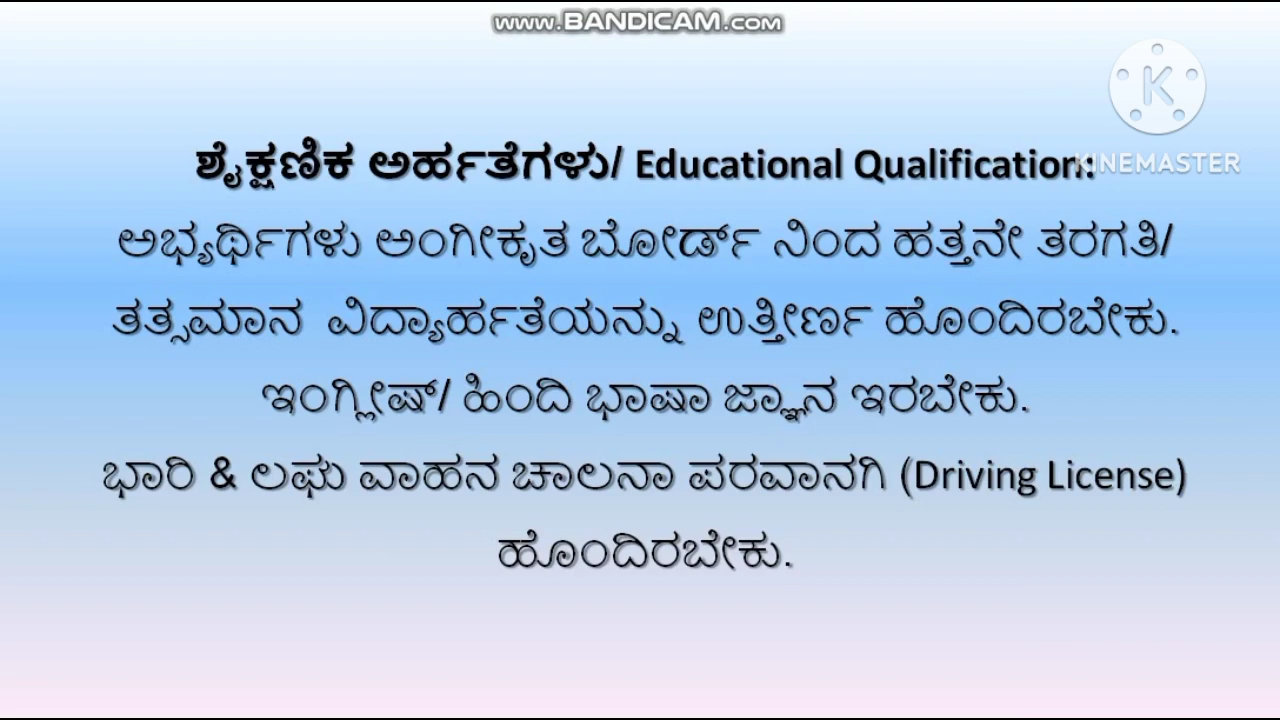 www.BANDICAM.com
K
KINEMASTER
ಶೈಕ್ಷಣಿಕ ಅರ್ಹತೆಗಳು/ Educational Qualification:
ಅಭ್ಯರ್ಥಿಗಳು ಅಂಗೀಕೃತ ಬೋರ್ಡ್ ನಿಂದ ಹತ್ತನೇ ತರಗತಿ/
ತತ್ಸಮಾನ ವಿದ್ಯಾರ್ಹತೆಯನ್ನು ಉತ್ತೀರ್ಣ ಹೊಂದಿರಬೇಕು.
ಇಂಗ್ಲೀಷ್/ ಹಿಂದಿ ಭಾಷಾ ಜ್ಞಾನ ಇರಬೇಕು.
ಭಾರಿ & ಲಘು ವಾಹನ ಚಾಲನಾ ಪರವಾನಗಿ (Driving License)
ಹೊಂದಿರಬೇಕು.